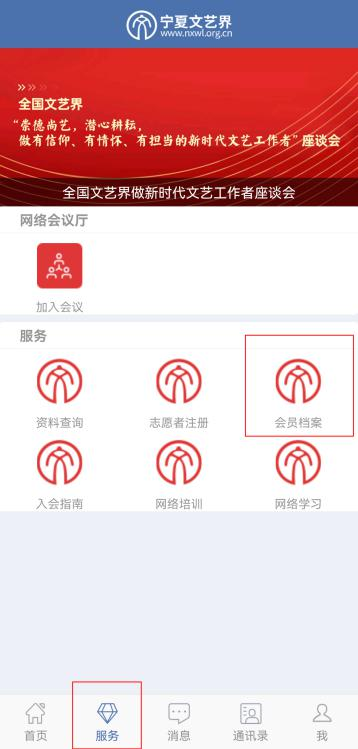 宁夏文艺界
www.nxwl.org.cn
全国文艺界
“崇德尚艺，潜心耕耘，
做有信仰、有情怀、有担当的新时代文艺工作者”座谈会
全国文艺界做新时代文艺工作者座谈会
网络会议厅
加入会议
服务
资料查询 志愿者注册 会员档案
入会指南 网络培训 网络学习
首页 服务 消息 通讯录 我